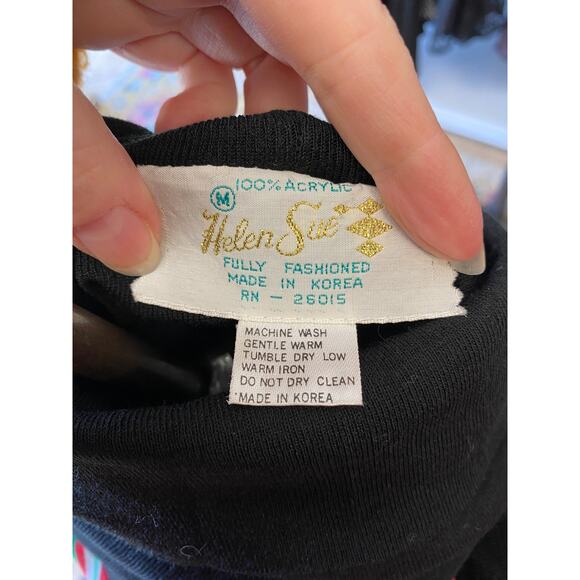 100% ACRYLIC
M
Helen Sue
FULLY FASHIONED
MADE IN KOREA
RN - 26015
MACHINE WASH
GENTLE WARM
TUMBLE DRY LOW
WARM IRON
DO NOT DRY CLEAN
MADE IN KOREA